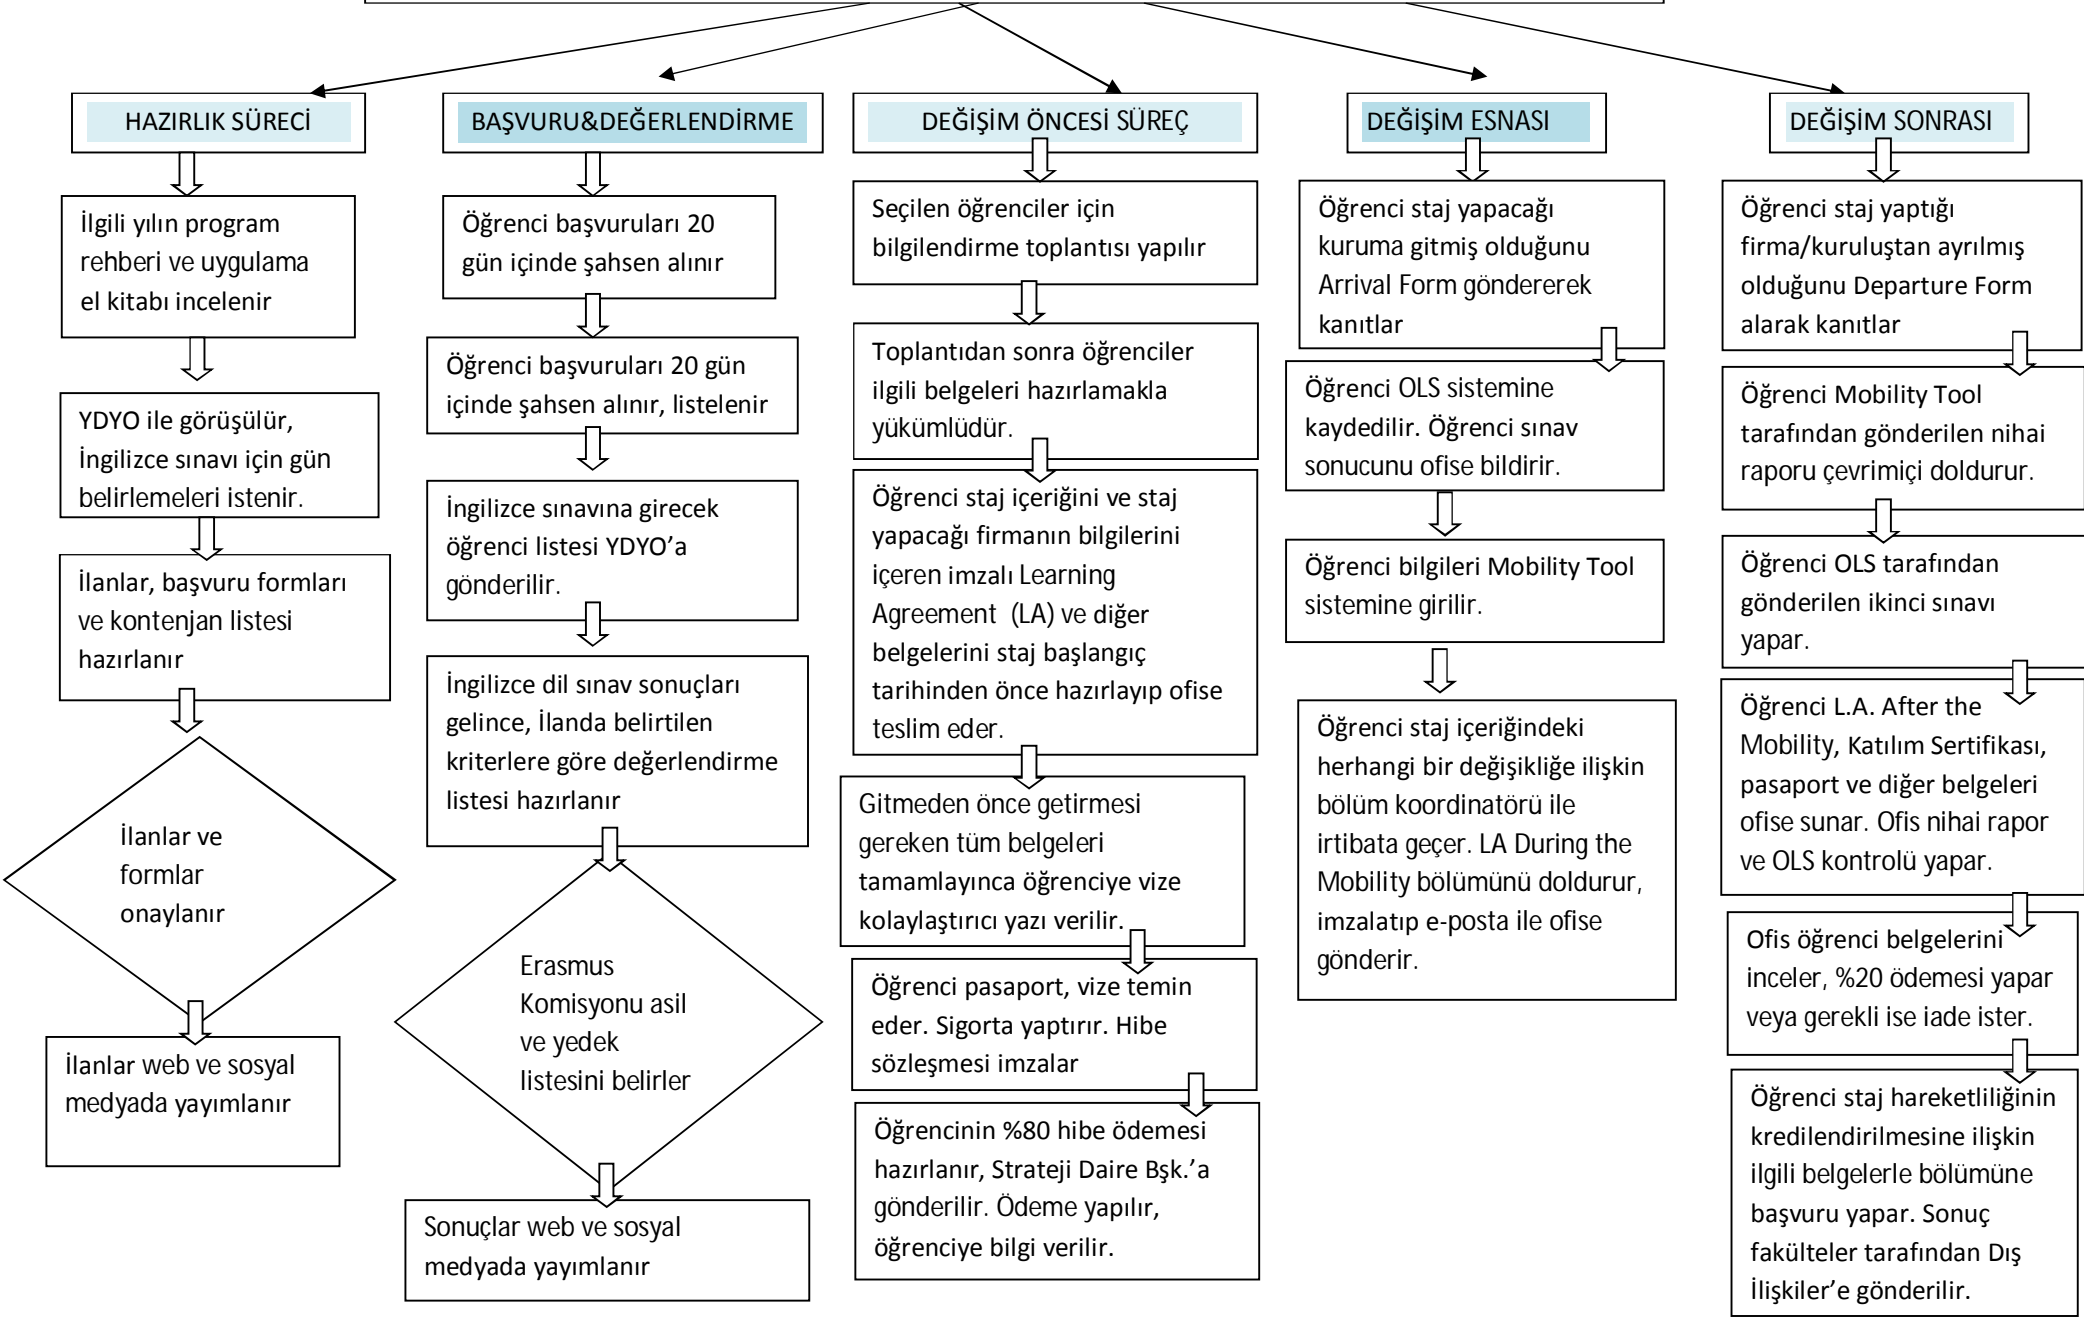 HAZIRLIK SÜRECİ
İlgili yılın program
rehberi ve uygulama
el kitabı incelenir
YDYO ile görüşülür,
İngilizce sınavı için gün
belirlemeleri istenir.
İlanlar, başvuru formları
ve kontenjan listesi
hazırlanır
İlanlar ve
formlar
onaylanır
İlanlar web ve sosyal
medyada yayımlanır
BAŞVURU&DEĞERLENDİRME
Öğrenci başvuruları 20
gün içinde şahsen alınır
Öğrenci başvuruları 20 gün
içinde şahsen alınır, listelenir
İngilizce sınavına girecek
öğrenci listesi YDYO’a
gönderilir.
İngilizce dil sınav sonuçları
gelince, İlanda belirtilen
kriterlere göre değerlendirme
listesi hazırlanır
Erasmus
Komisyonu asil
ve yedek
listesini belirler
Sonuçlar web ve sosyal
medyada yayımlanır
DEĞİŞİM ÖNCESİ SÜREÇ
Seçilen öğrenciler için
bilgilendirme toplantısı yapılır
Toplantıdan sonra öğrenciler
ilgili belgeleri hazırlamakla
yükümlüdür.
Öğrenci staj içeriğini ve staj
yapacağı firmanın bilgilerini
içeren imzalı Learning
Agreement (LA) ve diğer
belgelerini staj başlangıç
tarihinden önce hazırlayıp ofise
teslim eder.
Gitmeden önce getirmesi
gereken tüm belgeleri
tamamlayınca öğrenciye vize
kolaylaştırıcı yazı verilir.
Öğrenci pasaport, vize temin
eder. Sigorta yaptırır. Hibe
sözleşmesi imzalar
Öğrencinin %80 hibe ödemesi
hazırlanır, Strateji Daire Bşk.’a
gönderilir. Ödeme yapılır,
öğrenciye bilgi verilir.
DEĞİŞİM ESNASI
Öğrenci staj yapacağı
kuruma gitmiş olduğunu
Arrival Form göndererek
kanıtlar
Öğrenci OLS sistemine
kaydedilir. Öğrenci sınav
sonucunu ofise bildirir.
Öğrenci bilgileri Mobility Tool
sistemine girilir.
Öğrenci staj içeriğindeki
herhangi bir değişikliğe ilişkin
bölüm koordinatörü ile
irtibata geçer. LA During the
Mobility bölümünü doldurur,
imzalatıp e-posta ile ofise
gönderir.
DEĞİŞİM SONRASI
Öğrenci staj yaptığı
firma/kuruluştan ayrılmış
olduğunu Departure Form
alarak kanıtlar
Öğrenci Mobility Tool
tarafından gönderilen nihai
raporu çevrimiçi doldurur.
Öğrenci OLS tarafından
gönderilen ikinci sınavı
yapar.
Öğrenci L.A. After the
Mobility, Katılım Sertifikası,
pasaport ve diğer belgeleri
ofise sunar. Ofis nihai rapor
ve OLS kontrolü yapar.
Ofis öğrenci belgelerini
inceler, %20 ödemesi yapar
veya gerekli ise iade ister.
Öğrenci staj hareketliliğinin
kredilendirilmesine ilişkin
ilgili belgelerle bölümüne
başvuru yapar. Sonuç
fakülteler tarafından Dış
İlişkiler’e gönderilir.